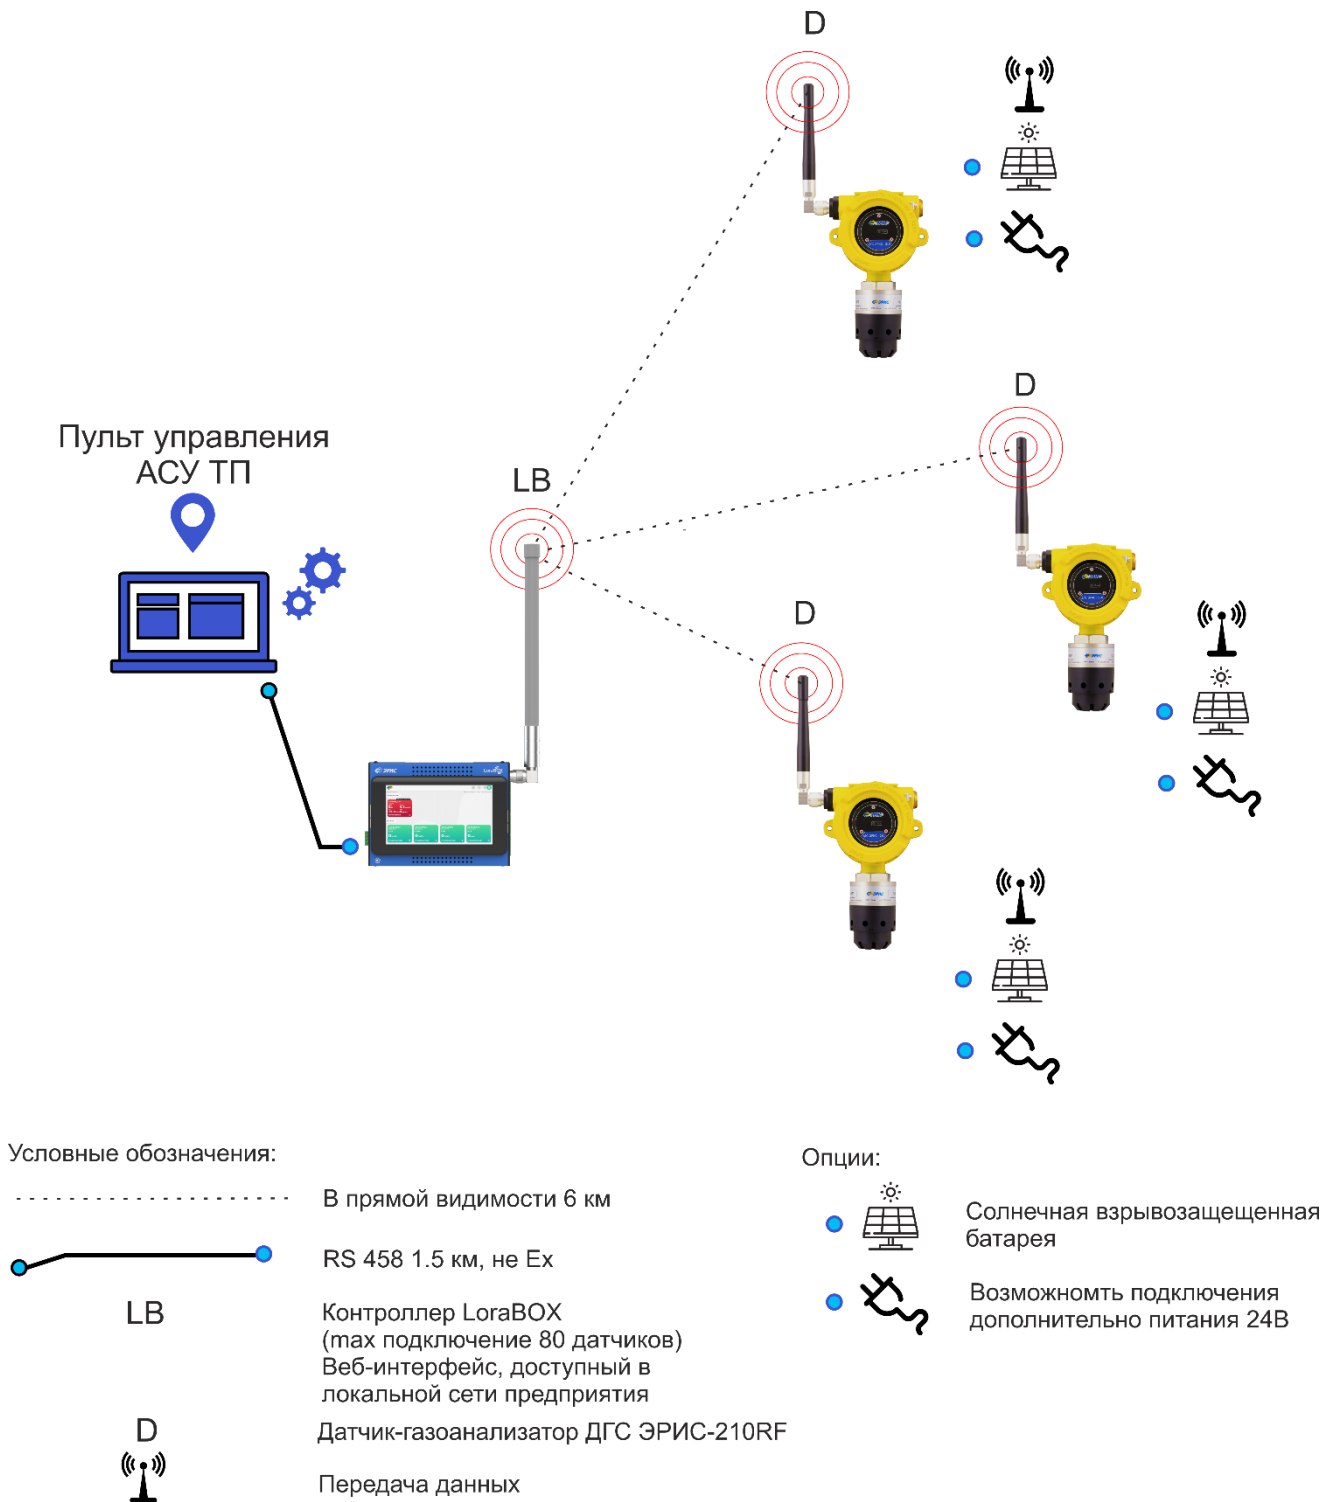 D
D
Пульт управления
АСУ ТП
LB
D
ЭРИС
Условные обозначения:
В прямой видимости 6 км
RS 458 1.5 км, не Ex
LB
Контроллер LoraBOX
(max подключение 80 датчиков)
Веб-интерфейс, доступный в
локальной сети предприятия
D
Датчик-газоанализатор ДГС ЭРИС-210RF
Передача данных
Опции:
Солнечная взрывозащещенная
батарея
Возможномть подключения
дополнительно питания 24В